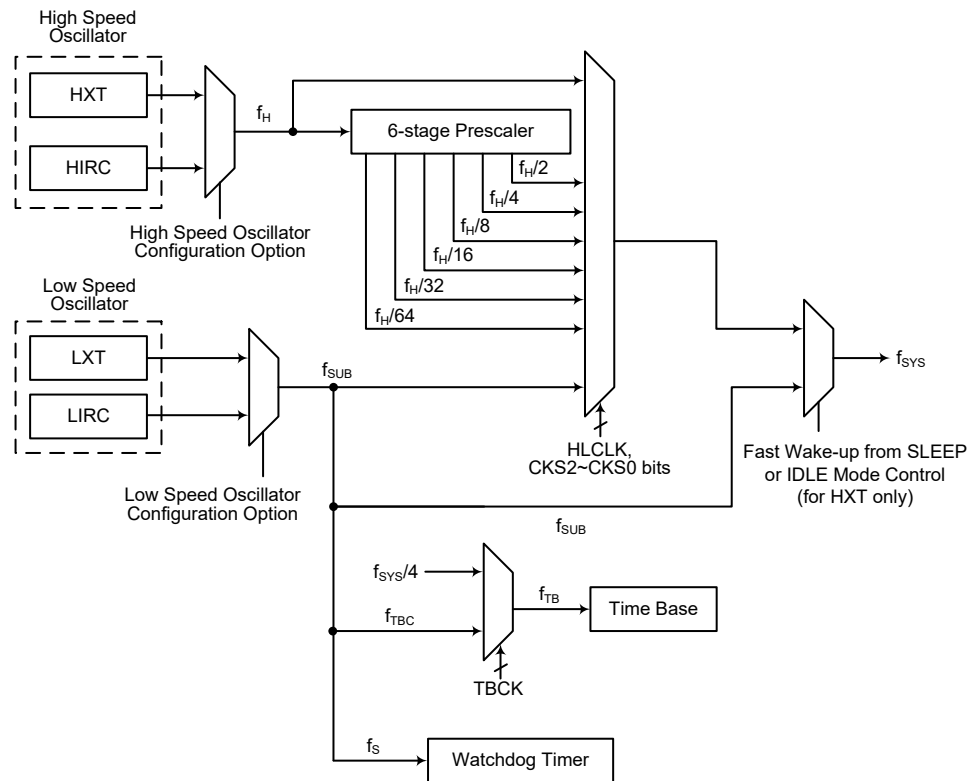 High Speed
Oscillator
HXT
HIRC
f_H
6-stage Prescaler
f_H/2
f_H/4
f_H/8
f_H/16
f_H/32
f_H/64
High Speed Oscillator
Configuration Option
Low Speed
Oscillator
LXT
LIRC
f_SUB
f_SYS
HLCLK,
CKS2~CKS0 bits
Fast Wake-up from SLEEP
or IDLE Mode Control
(for HXT only)
Low Speed Oscillator
Configuration Option
f_SUB
f_SYS/4
f_TBC
f_TB
Time Base
TBCK
f_S
Watchdog Timer